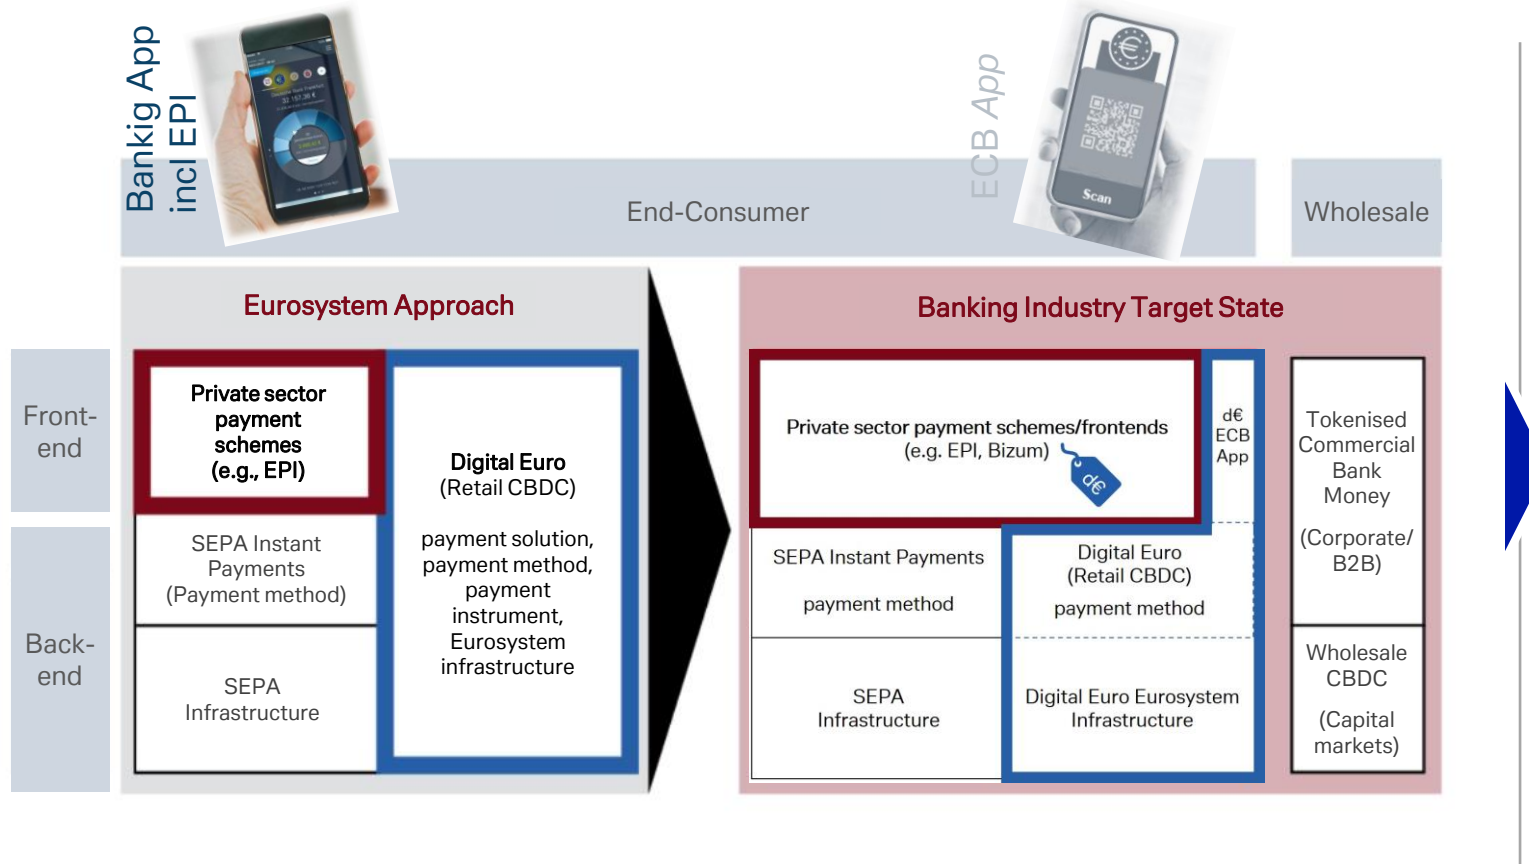 Bankig App
incl EPI
ECB App
Scan
End-Consumer
Wholesale
Eurosystem Approach
Banking Industry Target State
Front-
end
Back-
end
Private sector
payment
schemes
(e.g., EPI)
SEPA Instant
Payments
(Payment method)
SEPA
Infrastructure
Digital Euro
(Retail CBDC)
payment solution,
payment method,
payment
instrument,
Eurosystem
infrastructure
Private sector payment schemes/frontends
(e.g. EPI, Bizum)
d€
d€
ECB
App
SEPA Instant Payments
payment method
Digital Euro
(Retail CBDC)
payment method
SEPA
Infrastructure
Digital Euro Eurosystem
Infrastructure
Tokenised
Commercial
Bank
Money
(Corporate/
B2B)
Wholesale
CBDC
(Capital
markets)